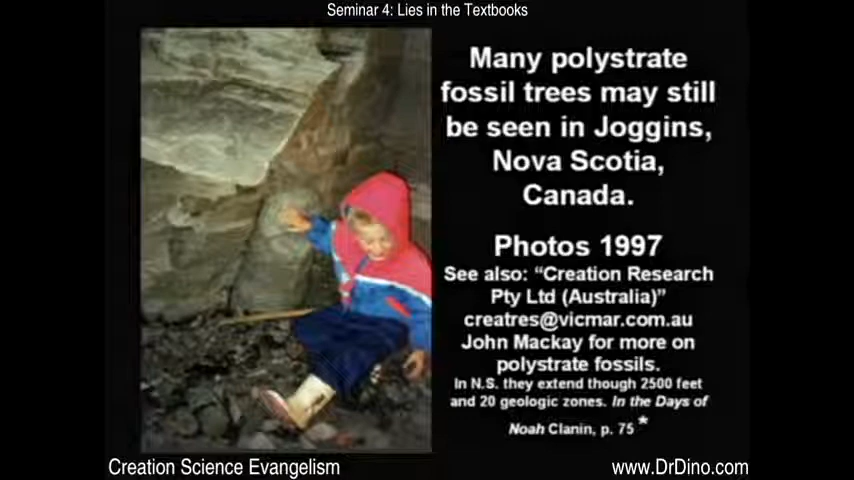 Seminar 4: Lies in the Textbooks
Many polystrate
fossil trees may still
be seen in Joggins,
Nova Scotia,
Canada.
Photos 1997
See also: “Creation Research
Pty Ltd (Australia)”
creatres@vicmar.com.au
John Mackay for more on
polystrate fossils.
In N.S. they extend though 2500 feet
and 20 geologic zones. In the Days of
Noah Clanin, p. 75 *
Creation Science Evangelism
www.DrDino.com